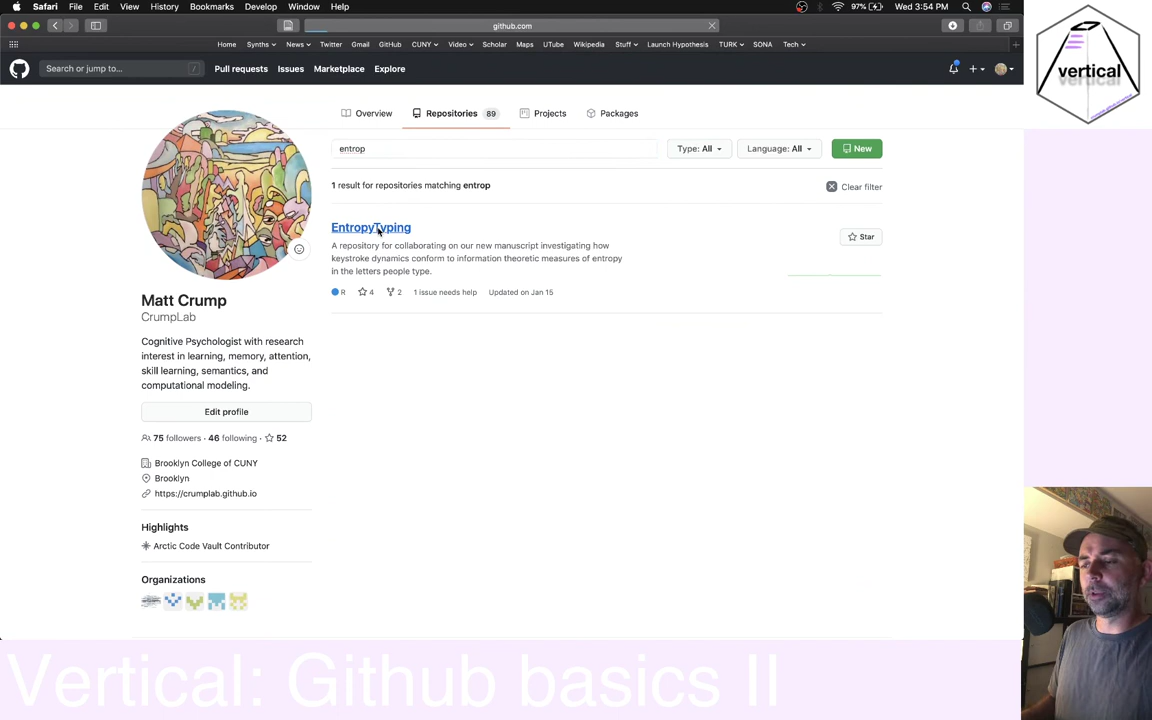 Safari File Edit View History Bookmarks Develop Window Help
97% Wed 3:54 PM
github.com
Home Synths News Twitter Gmail GitHub CUNY Video Scholar Maps UTube Wikipedia Stuff Launch Hypothesis TURK SONA Tech
Search or jump to... / Pull requests Issues Marketplace Explore
vertical
Overview Repositories 89 Projects Packages
entrop Type: All Language: All New
1 result for repositories matching entrop Clear filter
EntropyTyping
Star
A repository for collaborating on our new manuscript investigating how
keystroke dynamics conform to information theoretic measures of entropy
in the letters people type.
R 4 2 1 issue needs help Updated on Jan 15
Matt Crump
CrumpLab
Cognitive Psychologist with research
interest in learning, memory, attention,
skill learning, semantics, and
computational modeling.
Edit profile
75 followers · 46 following · 52
Brooklyn College of CUNY
Brooklyn
https://crumplab.github.io
Highlights
Arctic Code Vault Contributor
Organizations
Vertical: Github basics II